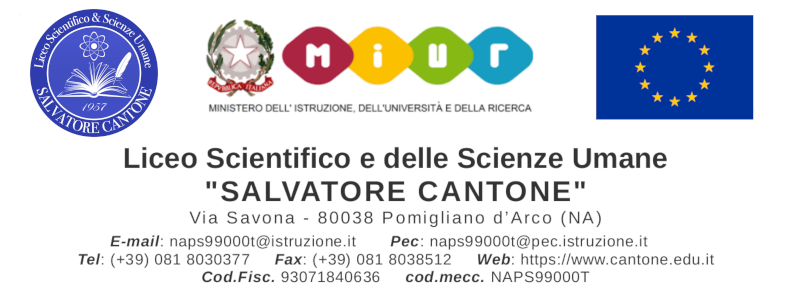 Liceo Scientifico & Scienze Umane
1957
SALVATORE CANTONE
REPVBBLICA ITALIANA
MiUr
MINISTERO DELL' ISTRUZIONE, DELL'UNIVERSITÀ E DELLA RICERCA
Liceo Scientifico e delle Scienze Umane
"SALVATORE CANTONE"
Via Savona - 80038 Pomigliano d’Arco (NA)
E-mail: naps99000t@istruzione.it Pec: naps99000t@pec.istruzione.it
Tel: (+39) 081 8030377 Fax: (+39) 081 8038512 Web: https://www.cantone.edu.it
Cod.Fisc. 93071840636 cod.mecc. NAPS99000T